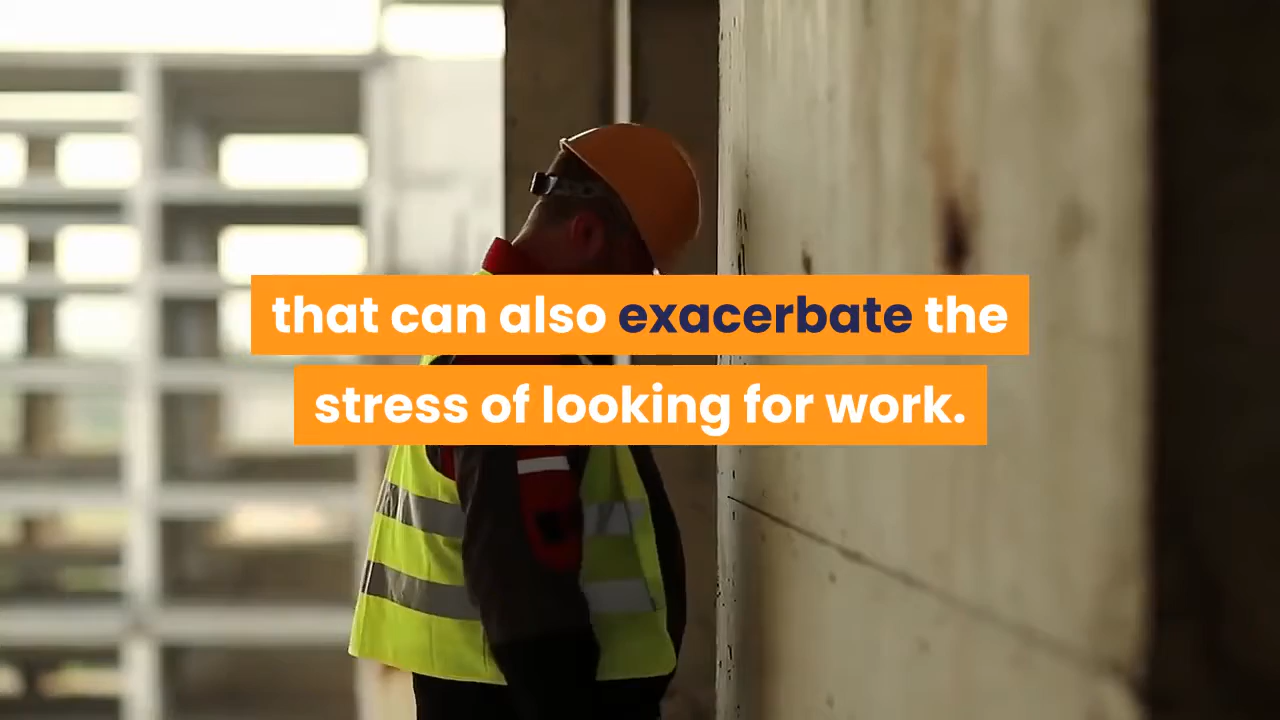 that can also exacerbate the
stress of looking for work.